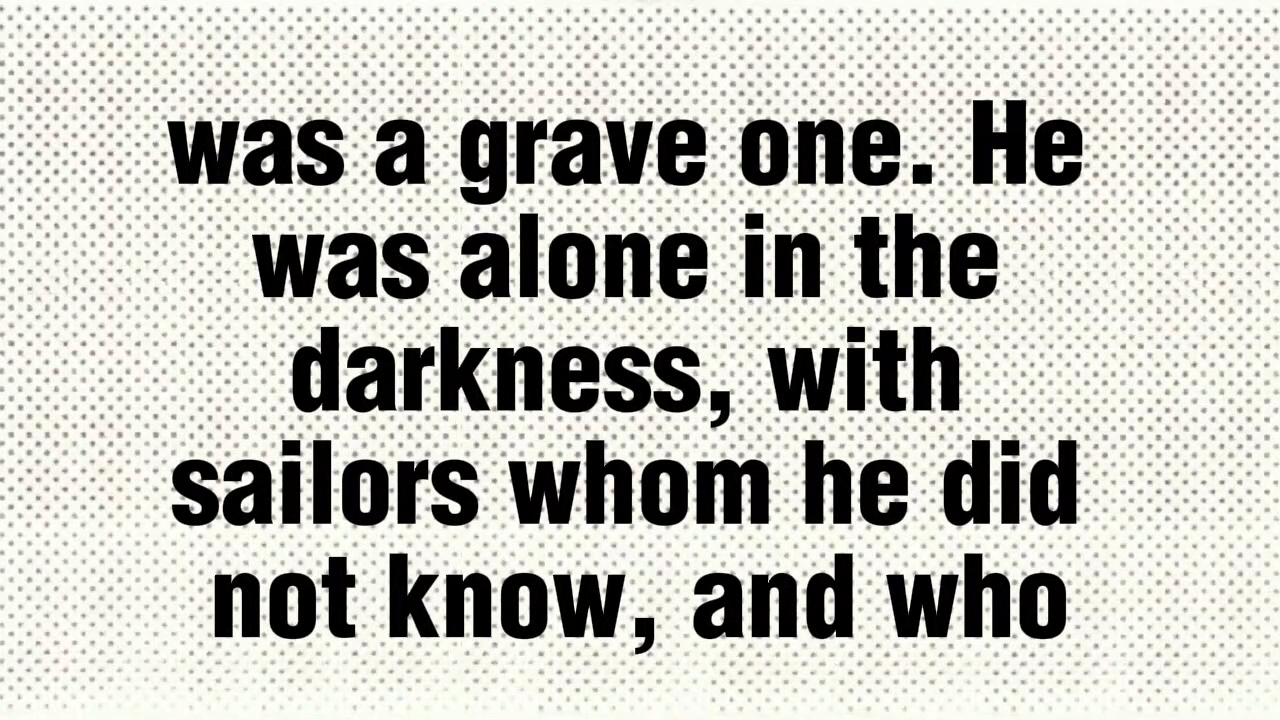 was a grave one. He
was alone in the
darkness, with
sailors whom he did
not know, and who